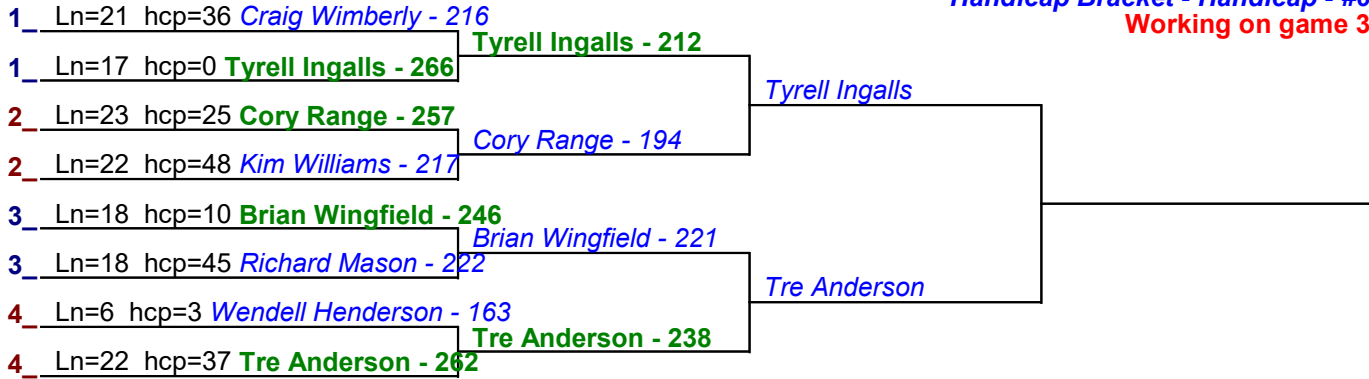 Handicap Bracket - Handicap - #6
Working on game 3
1_ Ln=21 hcp=36 Craig Wimberly - 216
Tyrell Ingalls - 212
1_ Ln=17 hcp=0 Tyrell Ingalls - 266
Tyrell Ingalls
2_ Ln=23 hcp=25 Cory Range - 257
Cory Range - 194
2_ Ln=22 hcp=48 Kim Williams - 217
3_ Ln=18 hcp=10 Brian Wingfield - 246
Brian Wingfield - 221
3_ Ln=18 hcp=45 Richard Mason - 222
Tre Anderson
4_ Ln=6 hcp=3 Wendell Henderson - 163
Tre Anderson - 238
4_ Ln=22 hcp=37 Tre Anderson - 262